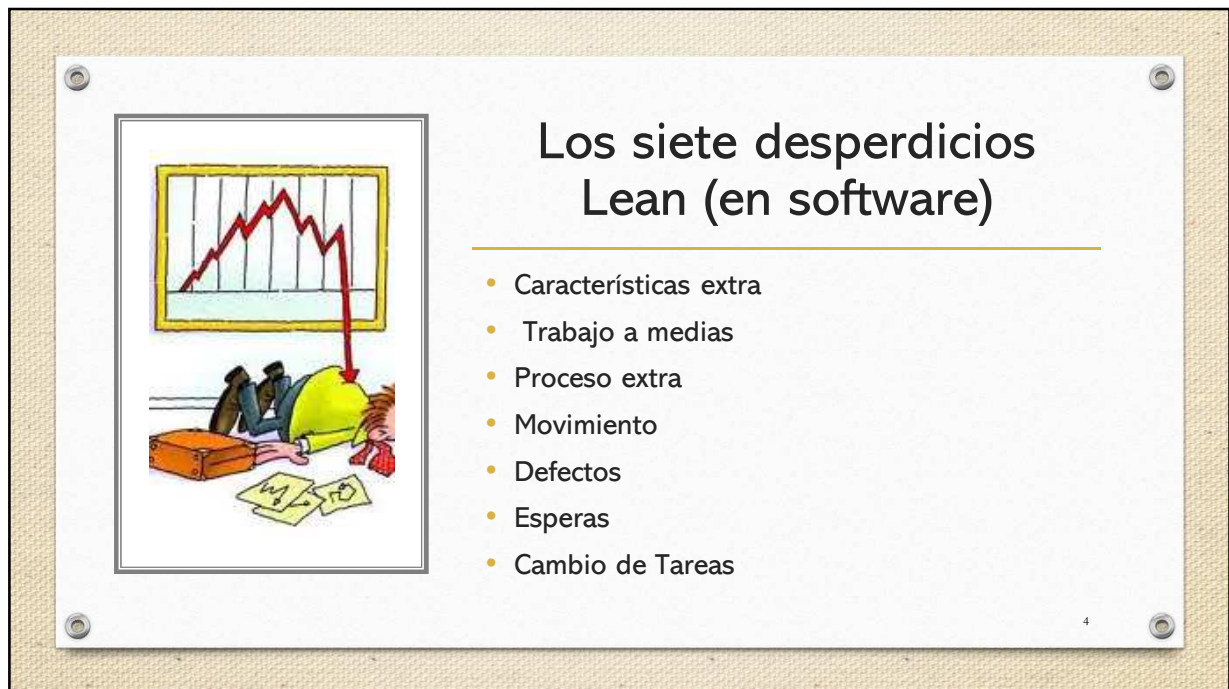 Los siete desperdicios
Lean (en software)
• Características extra
• Trabajo a medias
• Proceso extra
• Movimiento
• Defectos
• Esperas
• Cambio de Tareas
4